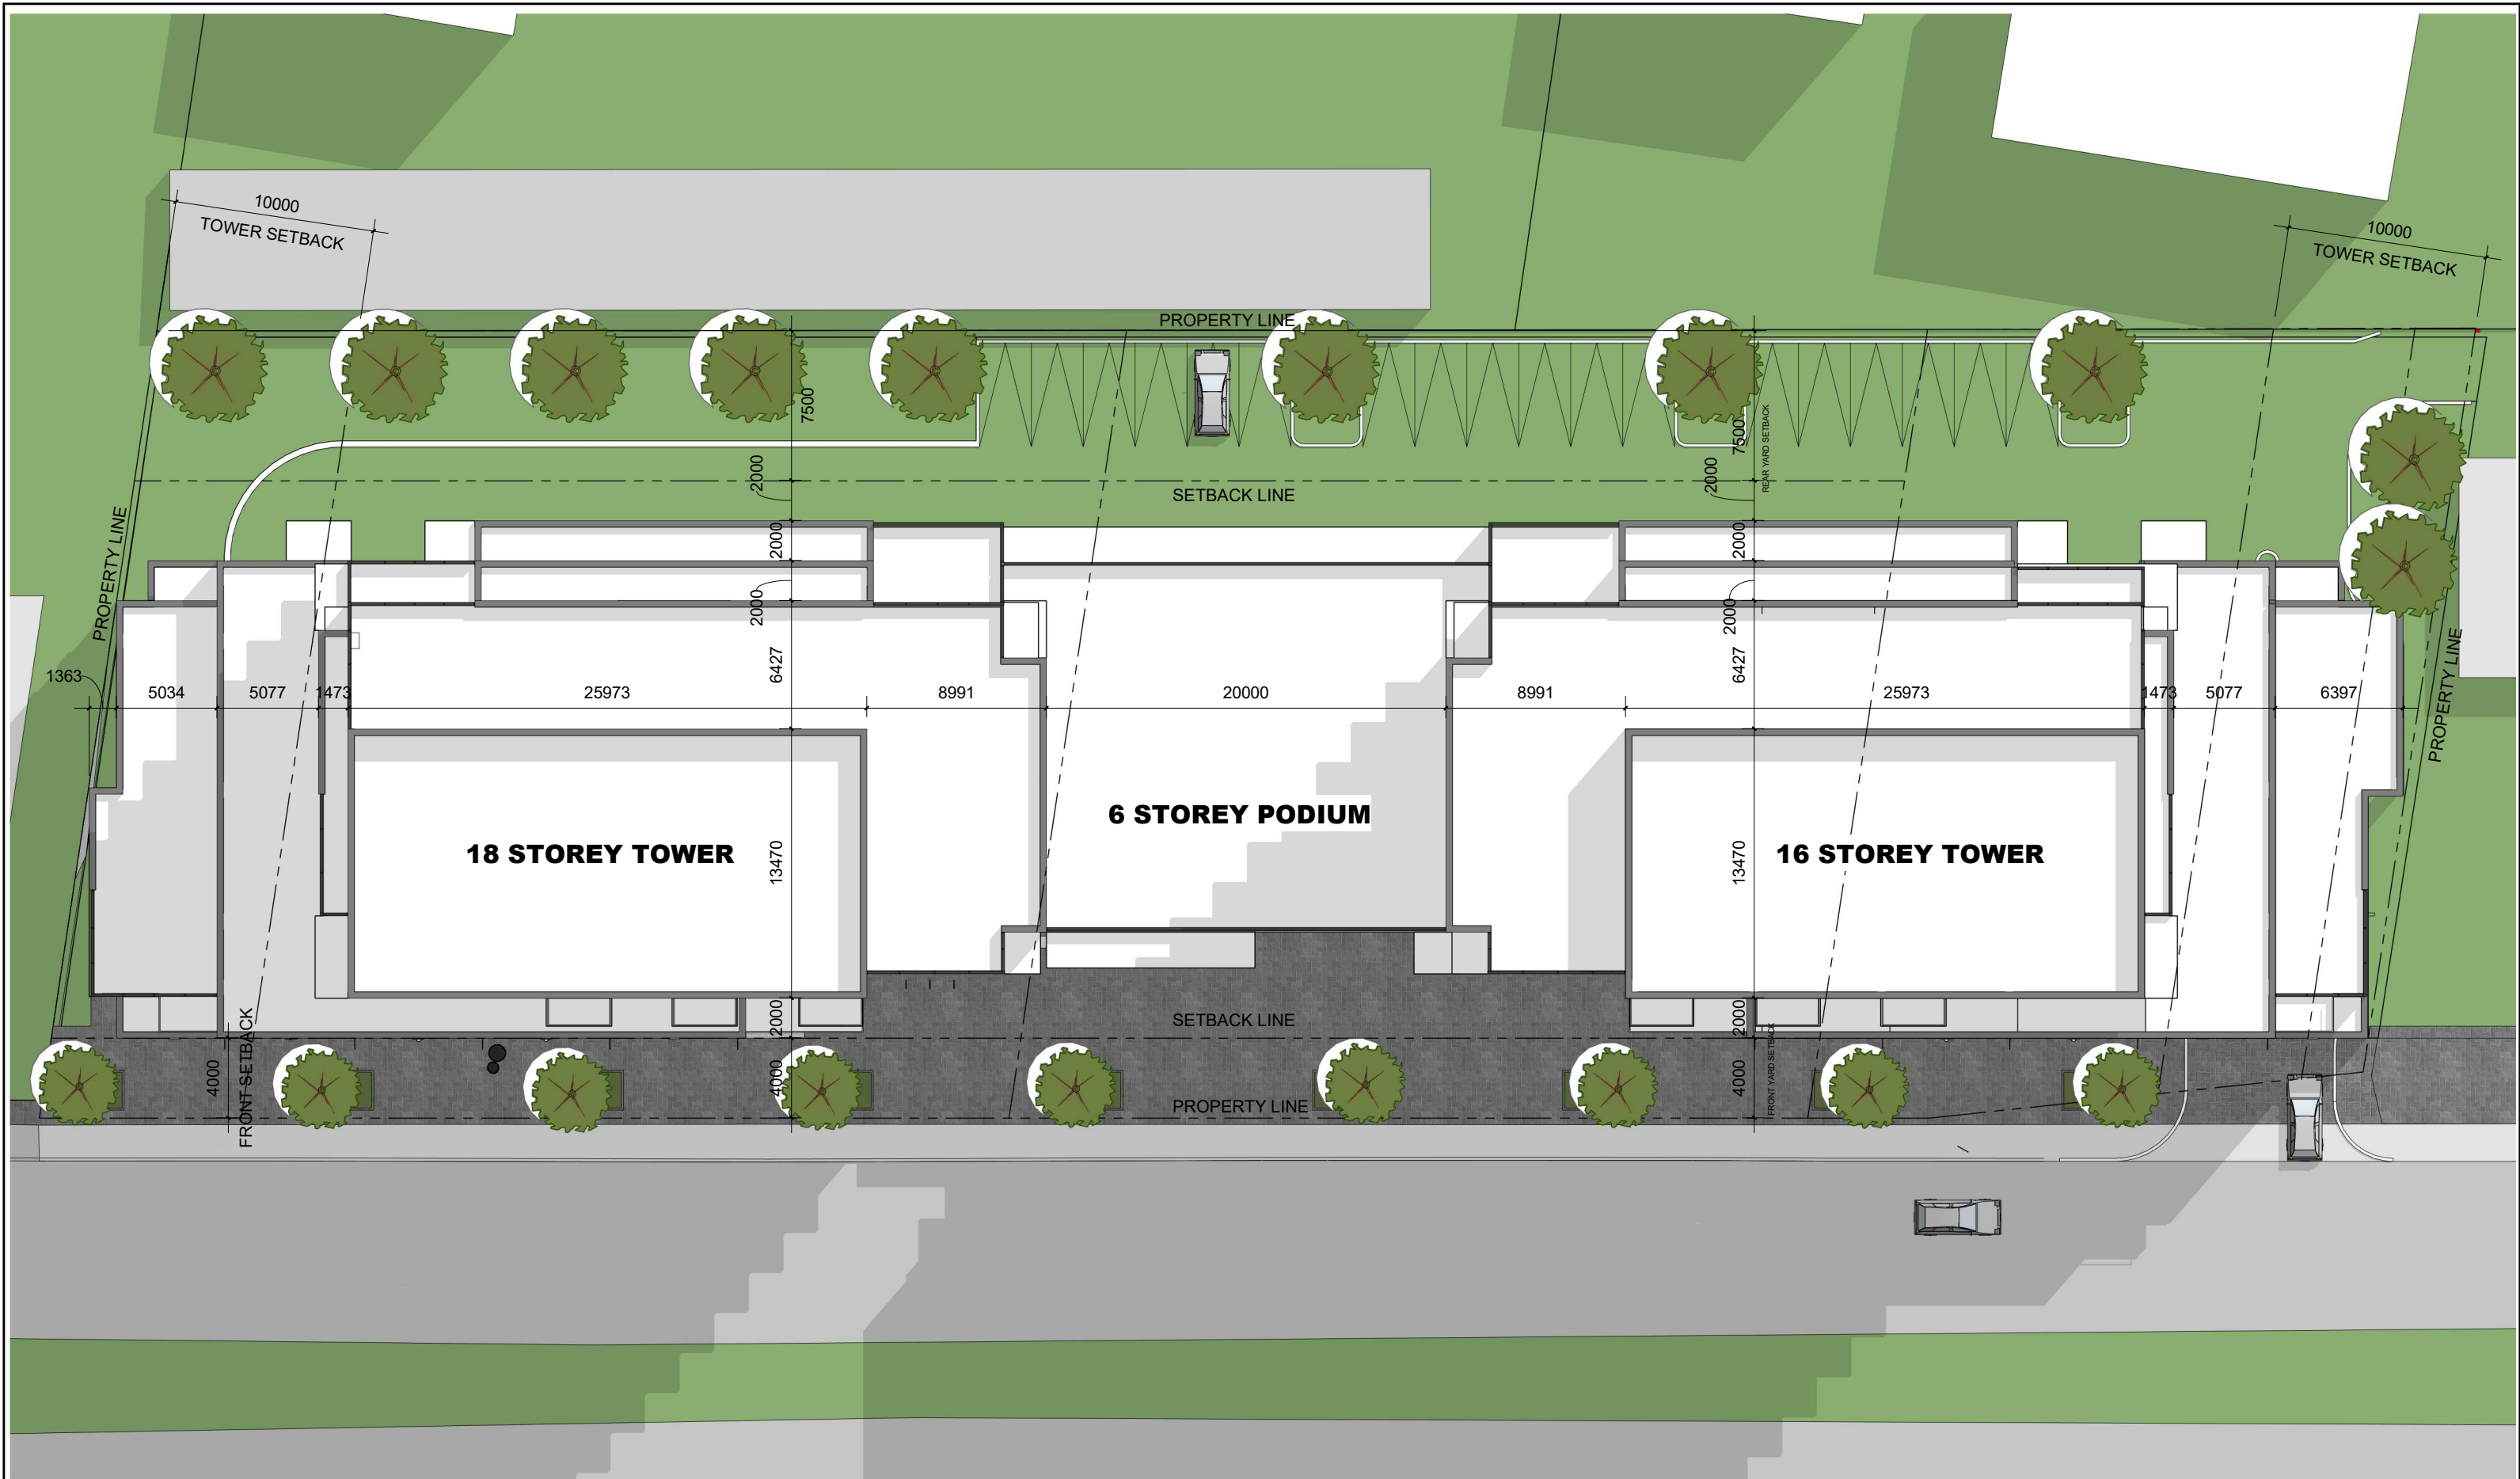 10000
TOWER SETBACK
10000
TOWER SETBACK
PROPERTY LINE
7500
7500
REAR YARD SETBACK
2000
2000
SETBACK LINE
PROPERTY LINE
2000
2000
2000
2000
PROPERTY LINE
6427
6427
1363
5034
5077
1473
25973
8991
20000
8991
25973
1473
5077
6397
6 STOREY PODIUM
18 STOREY TOWER
13470
13470
16 STOREY TOWER
2000
SETBACK LINE
2000
FRONT SETBACK
4000
4000
4000
FRONT YARD SETBACK
PROPERTY LINE